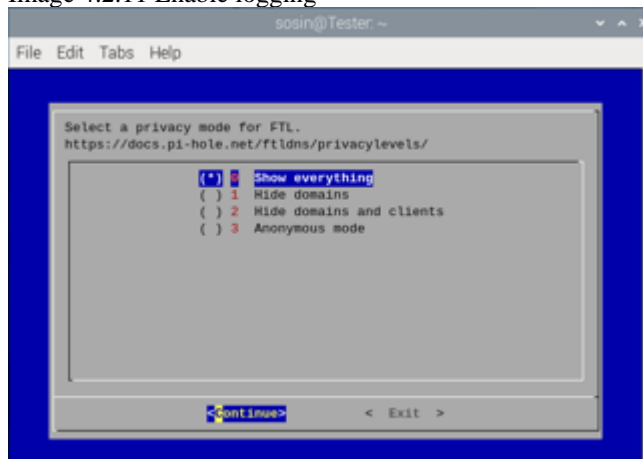 Image 4.2.11 Enable logging
sosin@Tester: ~
File Edit Tabs Help
Select a privacy mode for FTL.
https://docs.pi-hole.net/ftldns/privacylevels/
(*) 0 Show everything
( ) 1 Hide domains
( ) 2 Hide domains and clients
( ) 3 Anonymous mode
<Continue> < Exit >